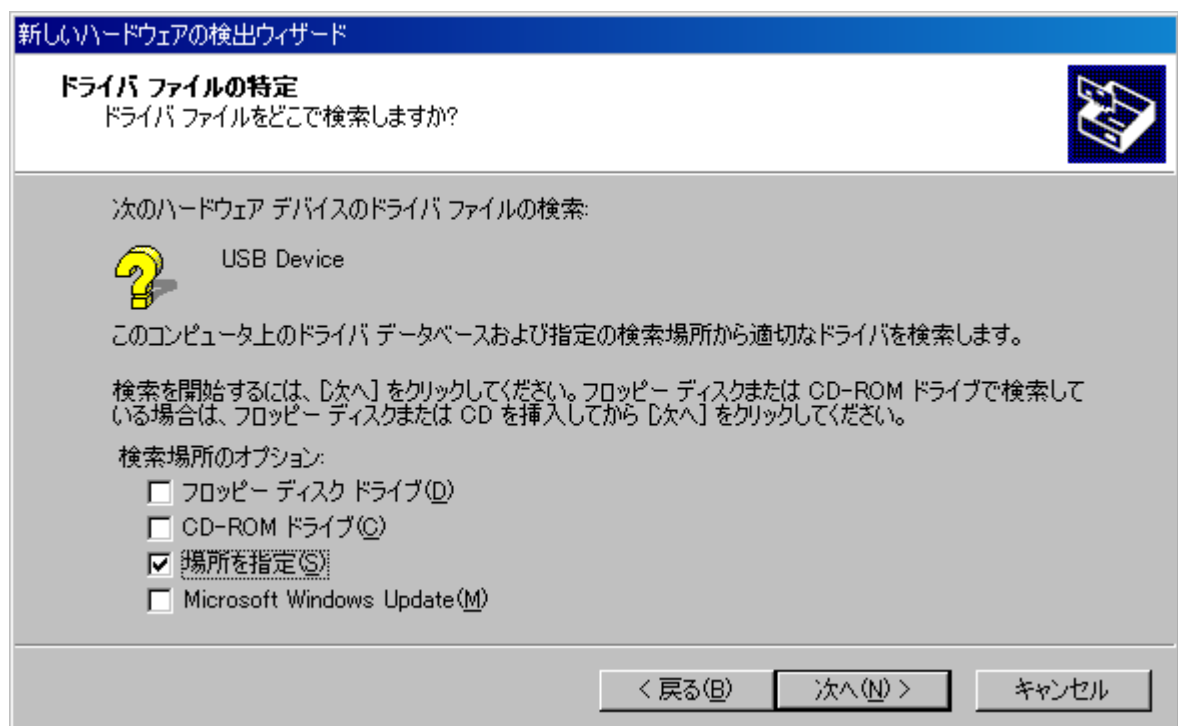 新しいハードウェアの検出ウィザード
ドライバ ファイルの特定
ドライバ ファイルをどこで検索しますか?
次のハードウェア デバイスのドライバ ファイルの検索:
USB Device
このコンピュータ上のドライバ データベースおよび指定の検索場所から適切なドライバを検索します。
検索を開始するには、[次へ] をクリックしてください。フロッピー ディスクまたは CD-ROM ドライブで検索して
いる場合は、フロッピー ディスクまたは CD を挿入してから [次へ] をクリックしてください。
検索場所のオプション:
フロッピー ディスク ドライブ(D)
CD-ROM ドライブ(C)
場所を指定(S)
Microsoft Windows Update(M)
< 戻る(B) 次へ(N) > キャンセル